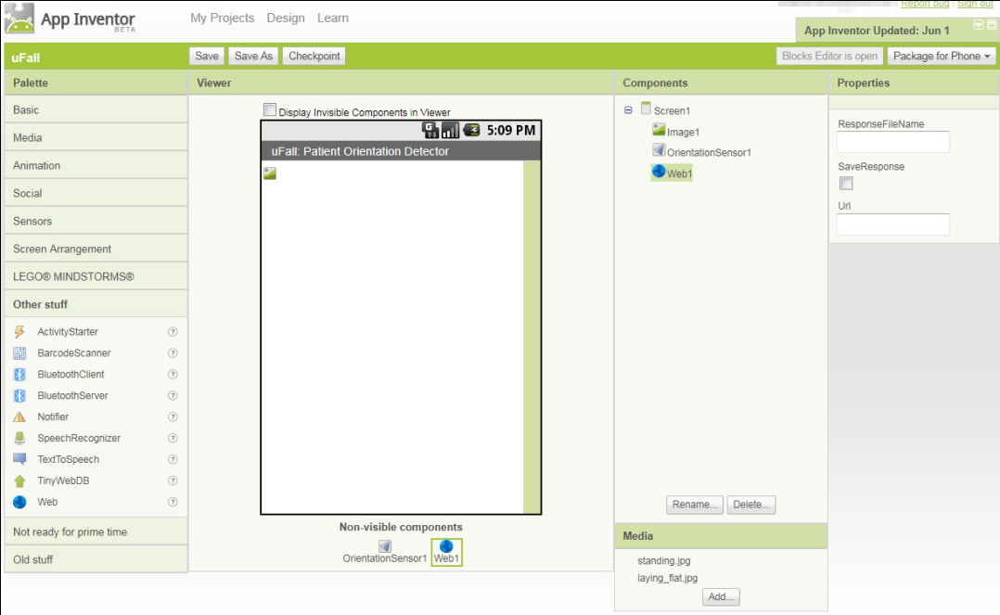 App Inventor
BETA
My Projects Design Learn
Report bug Sign out
App Inventor Updated: Jun 1
uFall
Save Save As Checkpoint
Blocks Editor is open Package for Phone
Palette
Basic
Media
Animation
Social
Sensors
Screen Arrangement
LEGO® MINDSTORMS®
Other stuff
ActivityStarter ?
BarcodeScanner ?
BluetoothClient ?
BluetoothServer ?
Notifier ?
SpeechRecognizer ?
TextToSpeech ?
TinyWebDB ?
Web ?
Not ready for prime time
Old stuff
Viewer
Display Invisible Components in Viewer
G 5:09 PM
uFall: Patient Orientation Detector
Non-visible components
OrientationSensor1 Web1
Components
Screen1
Image1
OrientationSensor1
Web1
Rename... Delete...
Media
standing.jpg
laying_flat.jpg
Add...
Properties
ResponseFileName
SaveResponse
Url